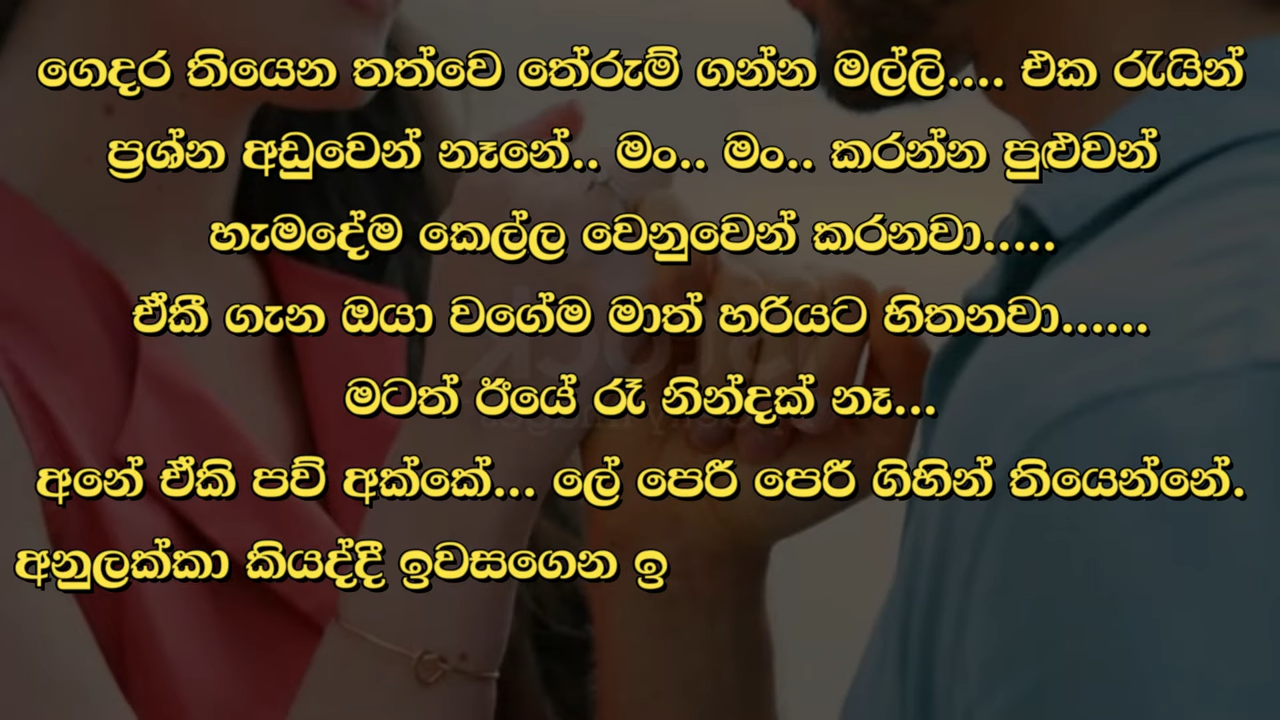 ගෙදර තියෙන තත්වෙ තේරුම් ගන්න මල්ලි.... එක රැයින්
ප්‍රශ්න අඩුවෙන් නෑනේ.. මං.. මං.. කරන්න පුළුවන්
හැමදේම කෙල්ල වෙනුවෙන් කරනවා.....
ඒකී ගැන ඔයා වගේම මාත් හරියට හිතනවා......
මටත් ඊයේ රෑ නින්දක් නෑ...
අනේ ඒකි පව් අක්කේ... ලේ පෙරී පෙරී ගිහින් තියෙන්නේ.
අනුලක්කා කියද්දී ඉවසගෙන ඉ